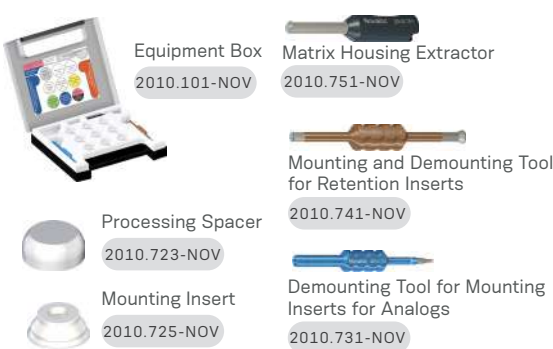 Equipment Box
2010.101-NOV
Matrix Housing Extractor
2010.751-NOV
Mounting and Demounting Tool
for Retention Inserts
2010.741-NOV
Processing Spacer
2010.723-NOV
Mounting Insert
2010.725-NOV
Demounting Tool for Mounting
Inserts for Analogs
2010.731-NOV